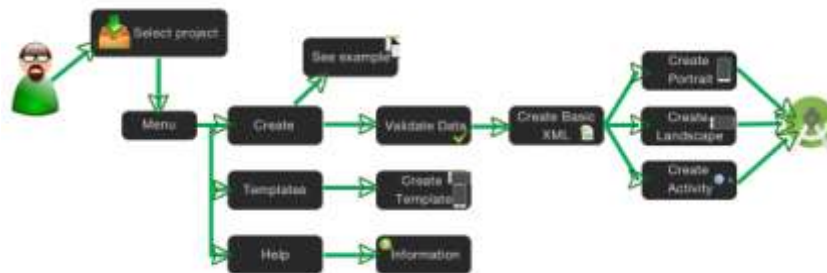 Select project
See example
Create
Portrait
Menu
Create
Validate Data
Create Basic
XML
Create
Landscape
Templates
Create
Template
Create
Activity
Help
Information